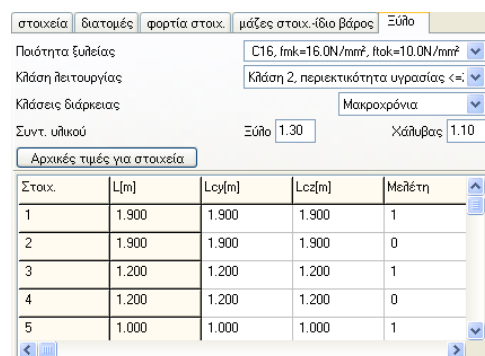 στοιχεία διατομές φορτία στοιχ. μάζες στοιχ.-ίδιο βάρος Ξύλο
Ποιότητα ξυλείας C16, fmk=16.0N/mm², ftok=10.0N/mm²
Κλάση λειτουργίας Κλάση 2, περιεκτικότητα υγρασίας <=
Κλάσεις διάρκειας Μακροχρόνια
Συντ. υλικού Ξύλο 1.30 Χάλυβας 1.10
Αρχικές τιμές για στοιχεία
Στοιχ. L[m] Lcy[m] Lcz[m] Μελέτη
1 1.900 1.900 1.900 1
2 1.900 1.900 1.900 0
3 1.200 1.200 1.200 1
4 1.200 1.200 1.200 0
5 1.000 1.000 1.000 1